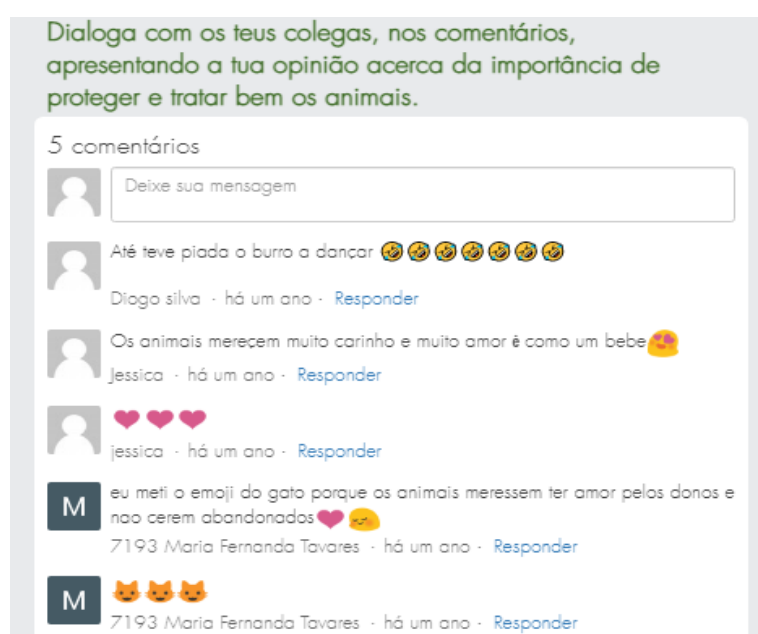 Dialoga com os teus colegas, nos comentários,
apresentando a tua opinião acerca da importância de
proteger e tratar bem os animais.
5 comentários
Deixe sua mensagem
Até teve piada o burro a dançar 🤣🤣🤣🤣🤣🤣🤣
Diogo silva · há um ano · Responder
Os animais mereçem muito carinho e muito amor è como um bebe😍
Jessica · há um ano · Responder
❤❤❤
jessica · há um ano · Responder
M
eu meti o emoji do gato porque os animais meressem ter amor pelos donos e
nao cerem abandonados❤😊
7193 Maria Fernanda Tavares · há um ano · Responder
M
😺😺😺
7193 Maria Fernanda Tavares · há um ano · Responder